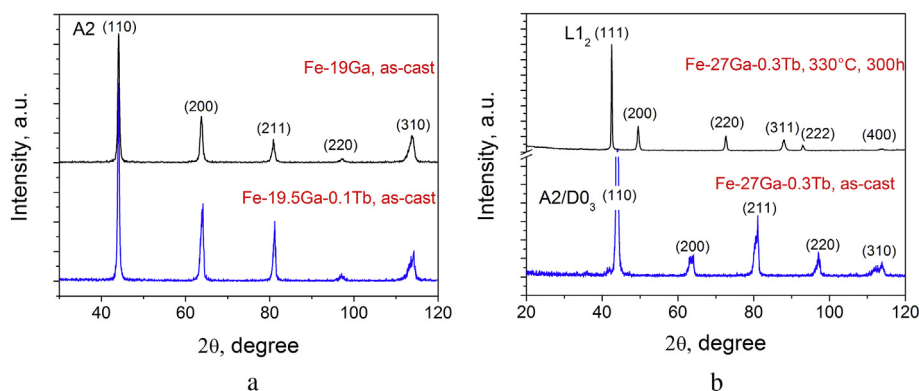 A2
(110)
Fe-19Ga, as-cast
(200)
(211)
(220)
(310)
Fe-19.5Ga-0.1Tb, as-cast
Intensity, a.u.
40 60 80 100 120
2θ, degree
a
L1₂
(111)
Fe-27Ga-0.3Tb, 330°C, 300h
(200)
(220)
(311)
(222)
(400)
Fe-27Ga-0.3Tb, as-cast
A2/D0₃
(110)
(211)
(200)
(220)
(310)
Intensity, a.u.
20 40 60 80 100 120
2θ, degree
b